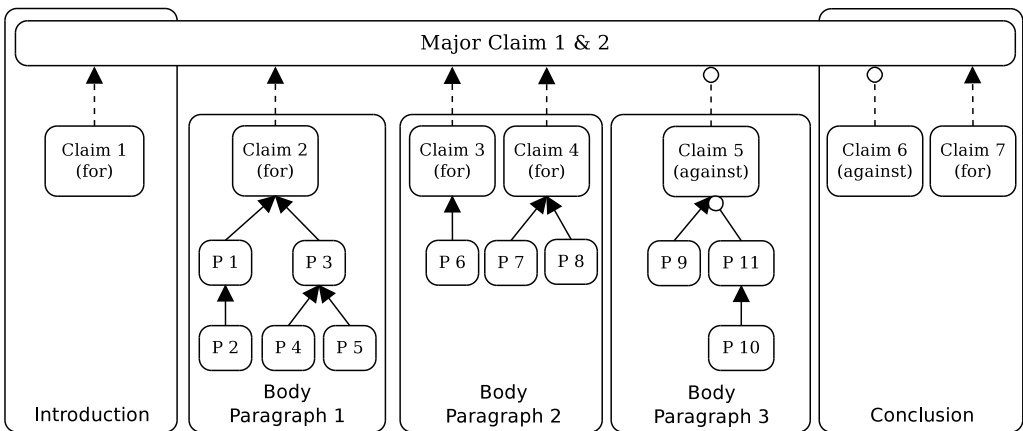 Major Claim 1 & 2
Claim 1
(for)
Introduction
Claim 2
(for)
P 1
P 3
P 2
P 4
P 5
Body
Paragraph 1
Claim 3
(for)
Claim 4
(for)
P 6
P 7
P 8
Body
Paragraph 2
Claim 5
(against)
P 9
P 11
P 10
Body
Paragraph 3
Claim 6
(against)
Claim 7
(for)
Conclusion